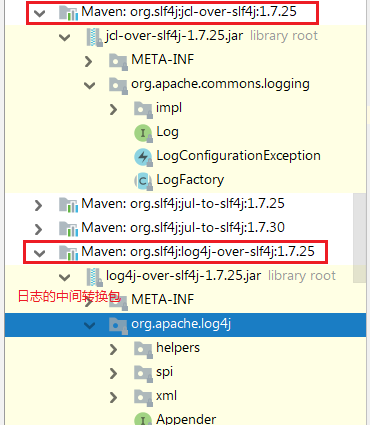 Maven: org.slf4j:jcl-over-slf4j:1.7.25
jcl-over-slf4j-1.7.25.jar library root
META-INF
org.apache.commons.logging
impl
Log
LogConfigurationException
LogFactory
Maven: org.slf4j:jul-to-slf4j:1.7.25
Maven: org.slf4j:jul-to-slf4j:1.7.30
Maven: org.slf4j:log4j-over-slf4j:1.7.25
log4j-over-slf4j-1.7.25.jar library root
日志的中间转换包 META-INF
org.apache.log4j
helpers
spi
xml
Appender